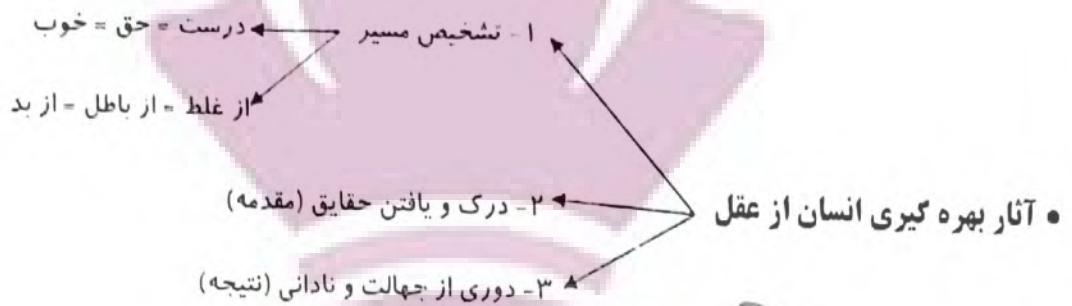 • آثار بهره گیری انسان از عقل
۱- تشخیص مسیر
درست = حق = خوب
از غلط = از باطل = از بد
۲- درک و یافتن حقایق (مقدمه)
۳- دوری از جهالت و نادانی (نتیجه)